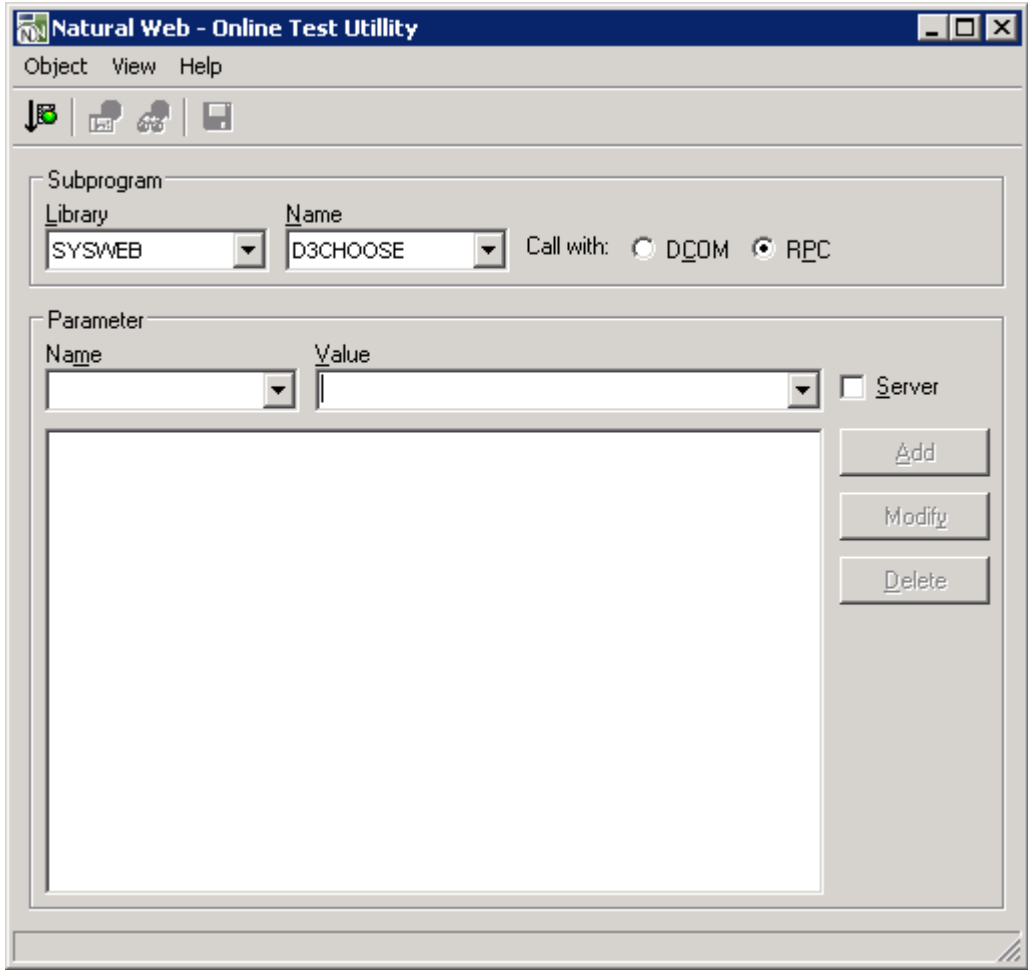 Natural Web - Online Test Utillity
Object View Help
Subprogram
Library Name
SYSWEB D3CHOOSE Call with: DCOM RPC
Parameter
Name Value
Server
Add
Modify
Delete